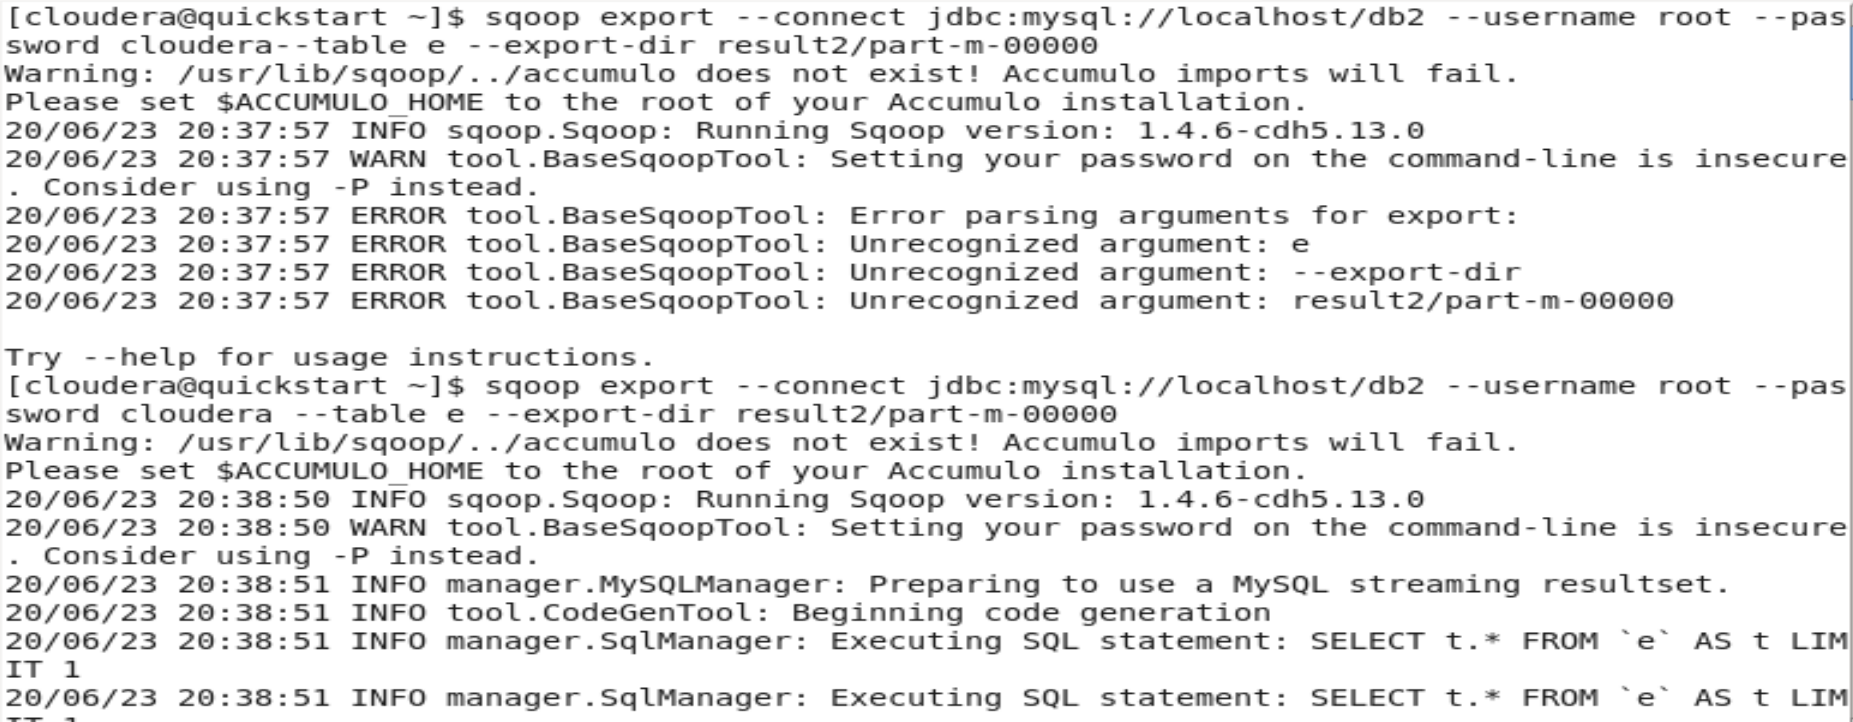 [cloudera@quickstart ~]$ sqoop export --connect jdbc:mysql://localhost/db2 --username root --pas
sword cloudera--table e --export-dir result2/part-m-00000
Warning: /usr/lib/sqoop/../accumulo does not exist! Accumulo imports will fail.
Please set $ACCUMULO_HOME to the root of your Accumulo installation.
20/06/23 20:37:57 INFO sqoop.Sqoop: Running Sqoop version: 1.4.6-cdh5.13.0
20/06/23 20:37:57 WARN tool.BaseSqoopTool: Setting your password on the command-line is insecure
. Consider using -P instead.
20/06/23 20:37:57 ERROR tool.BaseSqoopTool: Error parsing arguments for export:
20/06/23 20:37:57 ERROR tool.BaseSqoopTool: Unrecognized argument: e
20/06/23 20:37:57 ERROR tool.BaseSqoopTool: Unrecognized argument: --export-dir
20/06/23 20:37:57 ERROR tool.BaseSqoopTool: Unrecognized argument: result2/part-m-00000
Try --help for usage instructions.
[cloudera@quickstart ~]$ sqoop export --connect jdbc:mysql://localhost/db2 --username root --pas
sword cloudera --table e --export-dir result2/part-m-00000
Warning: /usr/lib/sqoop/../accumulo does not exist! Accumulo imports will fail.
Please set $ACCUMULO_HOME to the root of your Accumulo installation.
20/06/23 20:38:50 INFO sqoop.Sqoop: Running Sqoop version: 1.4.6-cdh5.13.0
20/06/23 20:38:50 WARN tool.BaseSqoopTool: Setting your password on the command-line is insecure
. Consider using -P instead.
20/06/23 20:38:51 INFO manager.MySQLManager: Preparing to use a MySQL streaming resultset.
20/06/23 20:38:51 INFO tool.CodeGenTool: Beginning code generation
20/06/23 20:38:51 INFO manager.SqlManager: Executing SQL statement: SELECT t.* FROM `e` AS t LIM
IT 1
20/06/23 20:38:51 INFO manager.SqlManager: Executing SQL statement: SELECT t.* FROM `e` AS t LIM
IT 1